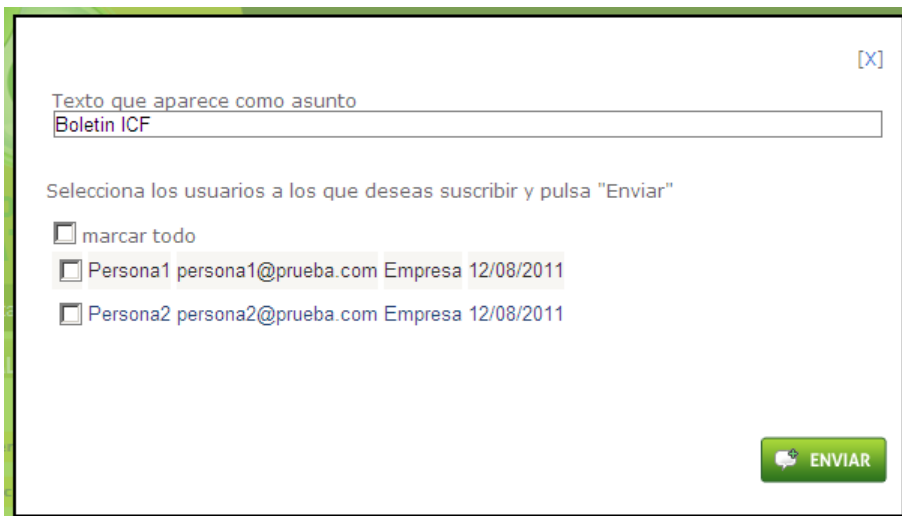 [X]
Texto que aparece como asunto
Boletin ICF
Selecciona los usuarios a los que deseas suscribir y pulsa "Enviar"
marcar todo
Persona1 persona1@prueba.com Empresa 12/08/2011
Persona2 persona2@prueba.com Empresa 12/08/2011
ENVIAR